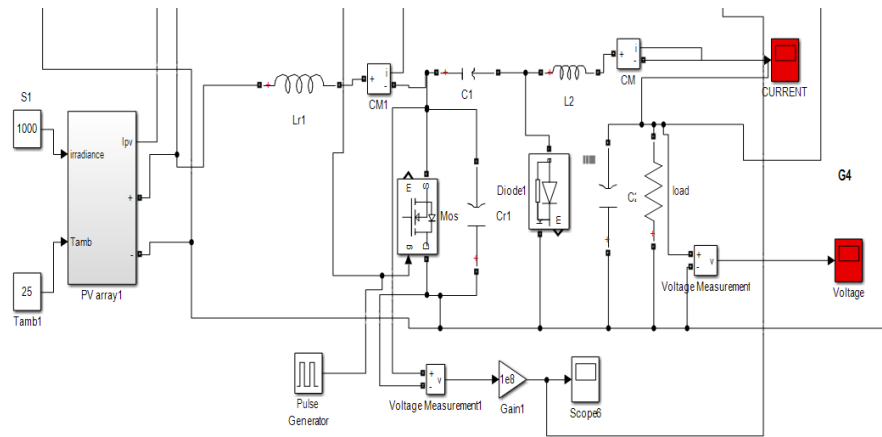 S1
1000
Ipv
irradiance
+
Tamb
-
25
Tamb1
PV array1
Lr1
+
-
i
CM1
C1
L2
+
-
i
CM
CURRENT
m
S
g
D
Mos
Cr1
Diode1
m
load
G4
+
-
v
Voltage Measurement
Voltage
Pulse
Generator
+
-
v
Voltage Measurement1
1e8
Gain1
Scope6